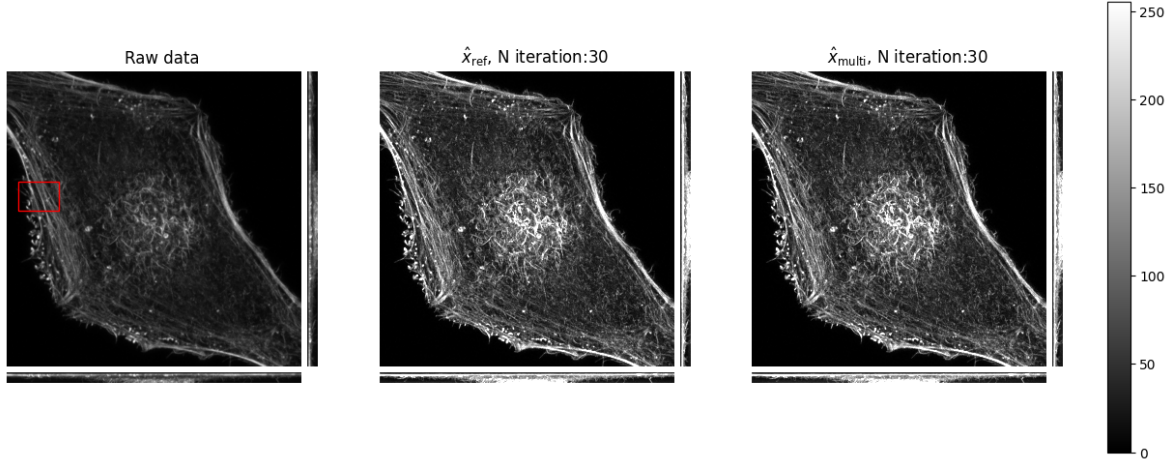 Raw data
x̂ref, N iteration:30
x̂multi, N iteration:30
250
200
150
100
50
0